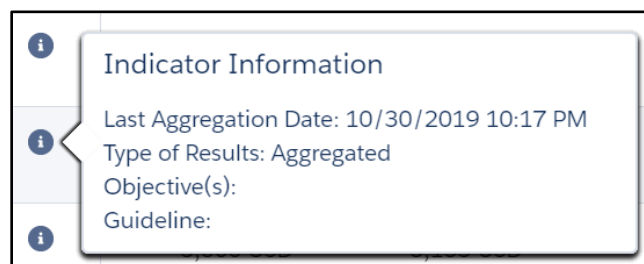 Indicator Information
Last Aggregation Date: 10/30/2019 10:17 PM
Type of Results: Aggregated
Objective(s):
Guideline: